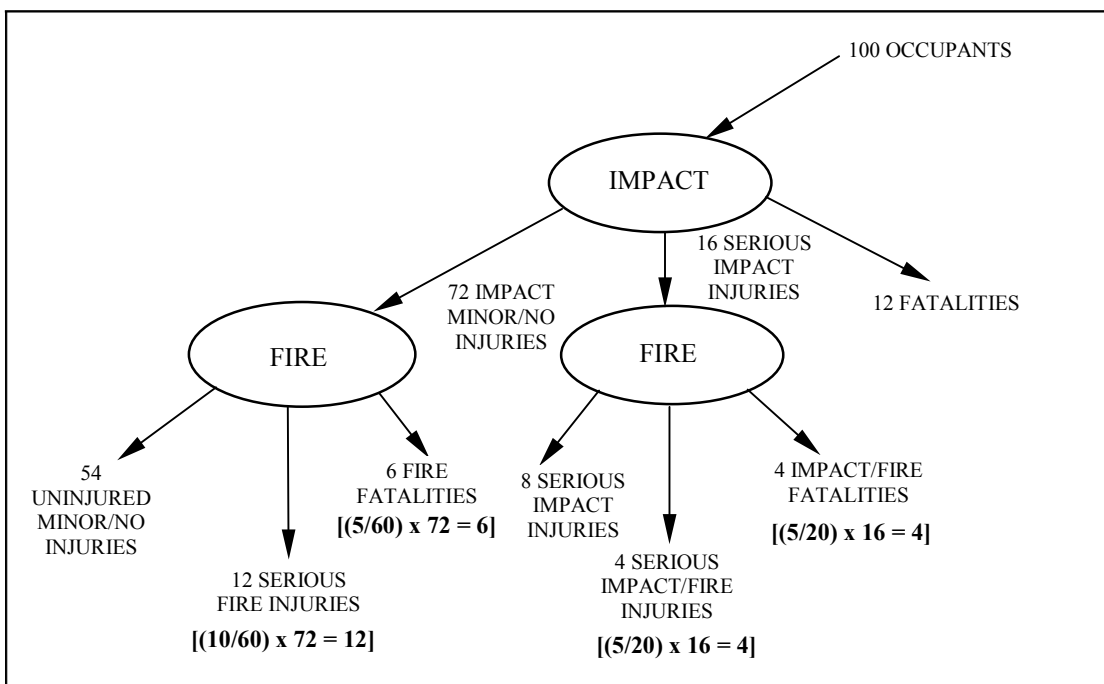 100 OCCUPANTS
IMPACT
16 SERIOUS
IMPACT
INJURIES
72 IMPACT
MINOR/NO
INJURIES
12 FATALITIES
FIRE
FIRE
54
UNINJURED
MINOR/NO
INJURIES
6 FIRE
FATALITIES
[(5/60) x 72 = 6]
8 SERIOUS
IMPACT
INJURIES
4 IMPACT/FIRE
FATALITIES
[(5/20) x 16 = 4]
12 SERIOUS
FIRE INJURIES
[(10/60) x 72 = 12]
4 SERIOUS
IMPACT/FIRE
INJURIES
[(5/20) x 16 = 4]